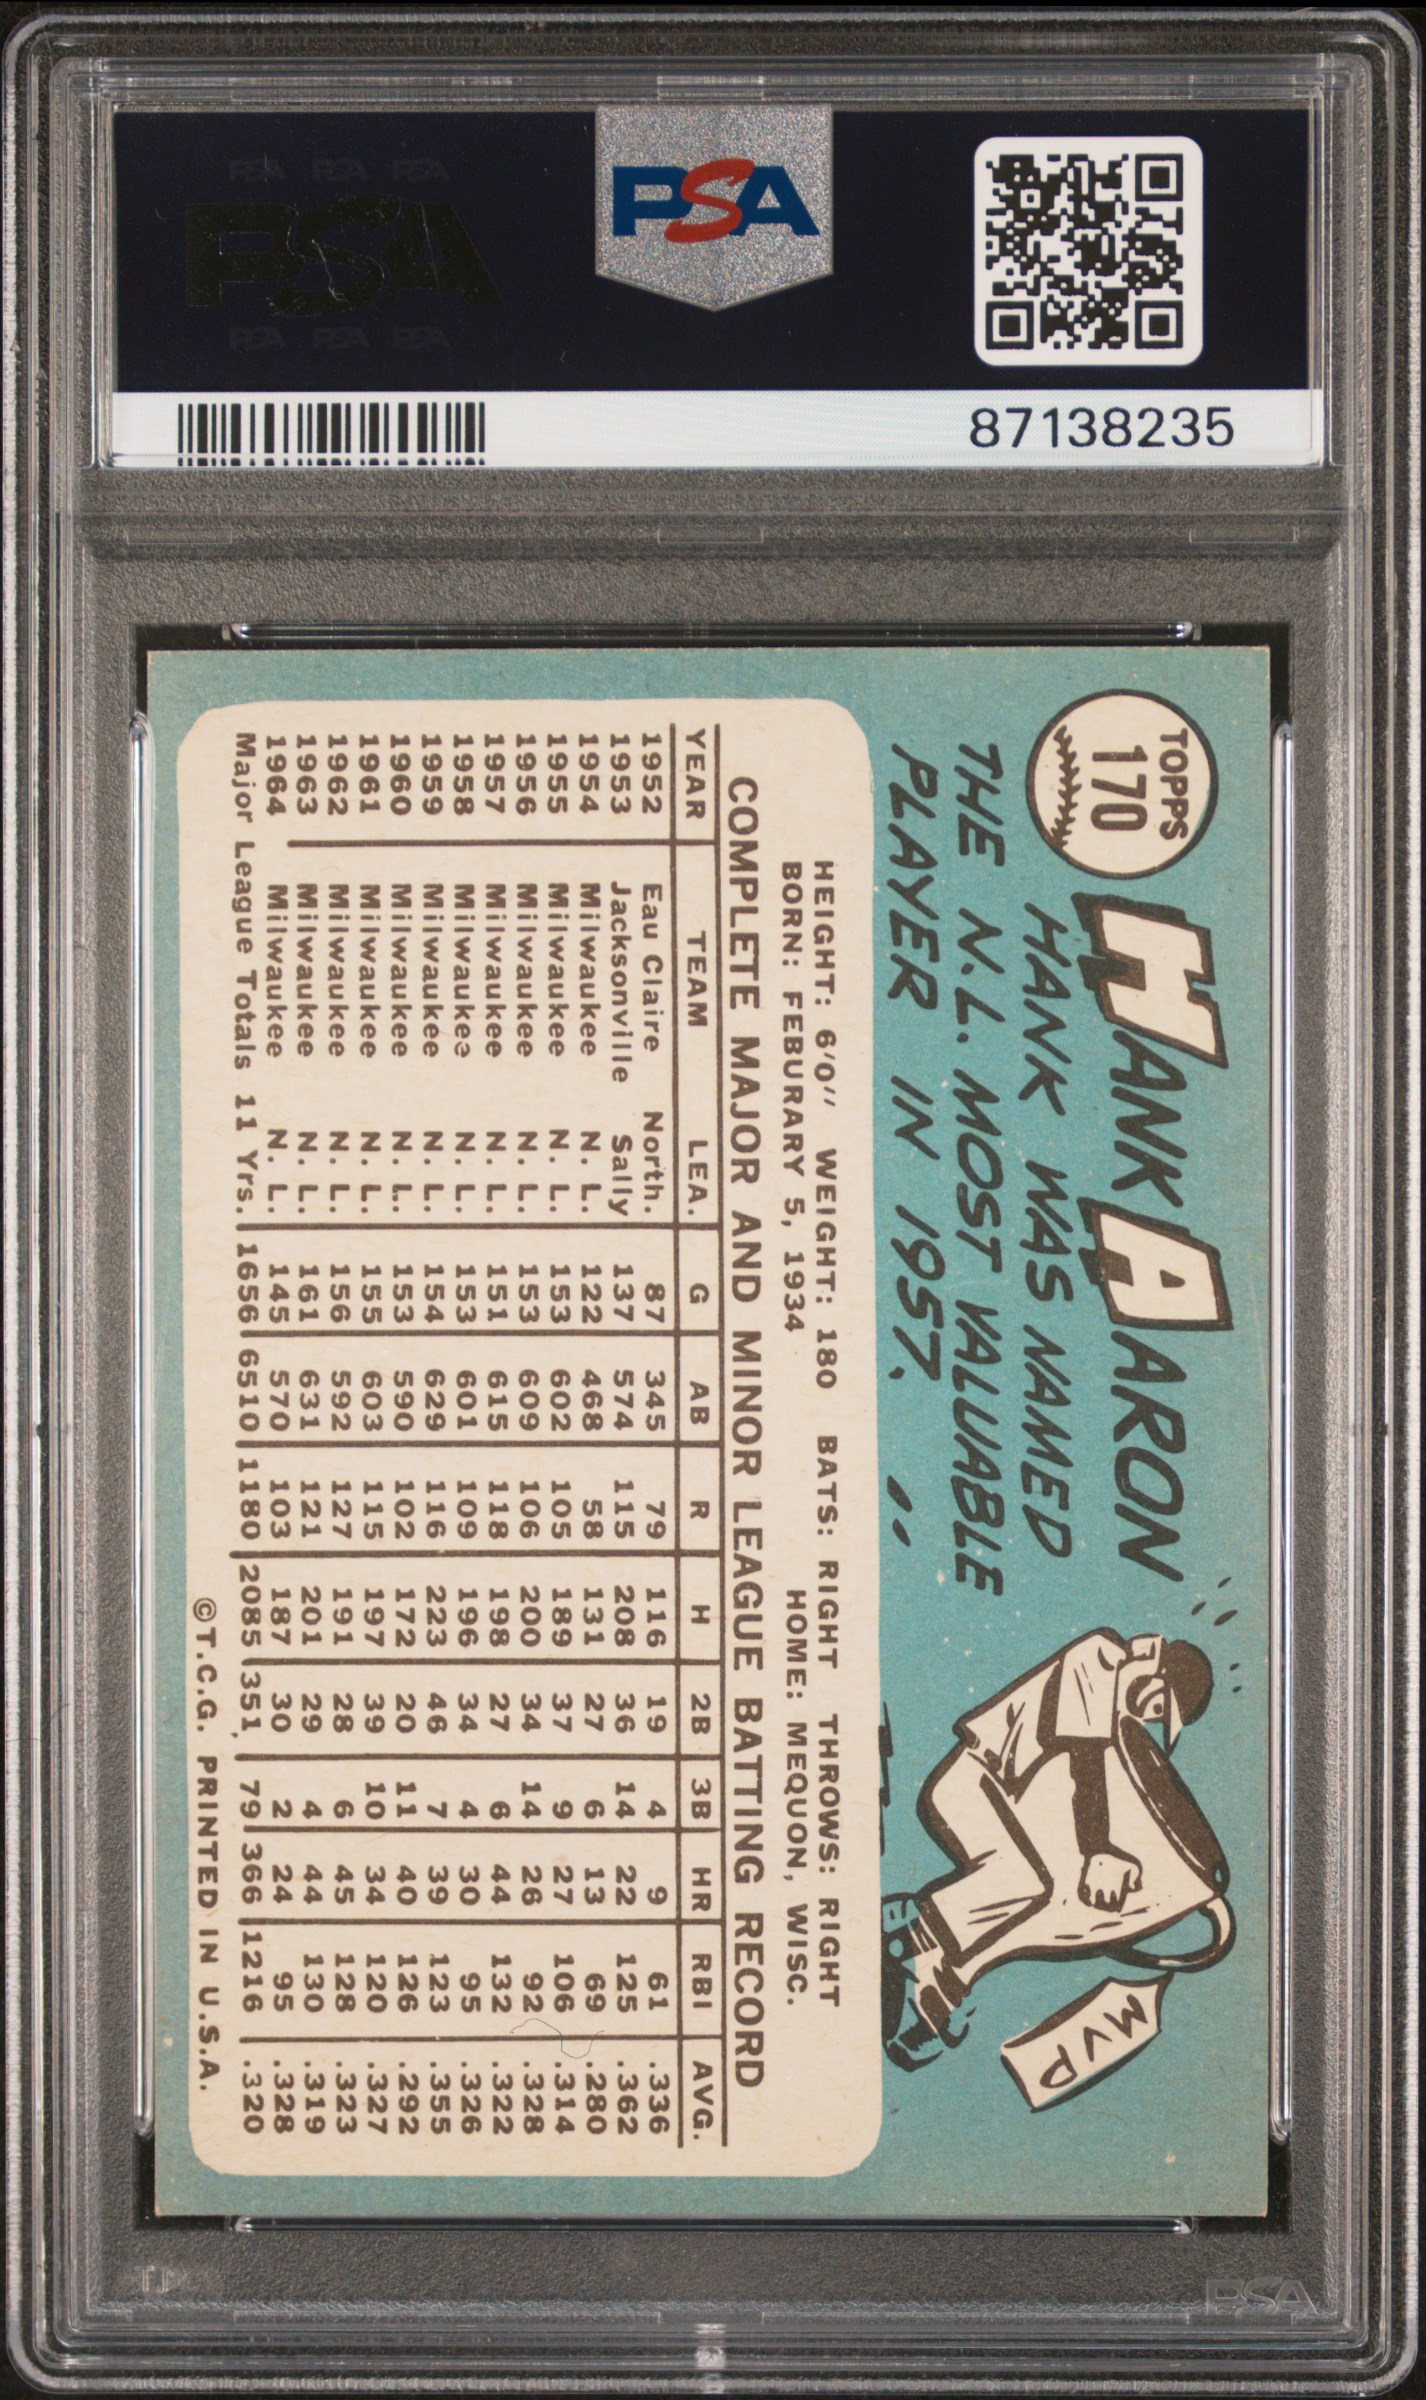 PSA PSA PSA
PSA
PSA PSA PSA
PSA
87138235
TOPPS
170
HANK AARON
HANK WAS NAMED
THE N.L. MOST VALUABLE
PLAYER IN 1957.
MVP
HEIGHT: 6'0'' WEIGHT: 180 BATS: RIGHT THROWS: RIGHT
BORN: FEBURARY 5, 1934 HOME: MEQUON, WISC.
COMPLETE MAJOR AND MINOR LEAGUE BATTING RECORD
YEAR TEAM LEA. G AB R H 2B 3B HR RBI AVG.
1952 Eau Claire North. 87 345 79 116 19 4 9 61 .336
1953 Jacksonville Sally 137 574 115 208 36 14 22 125 .362
1954 Milwaukee N. L. 122 468 58 131 27 6 13 69 .280
1955 Milwaukee N. L. 153 602 105 189 37 9 27 106 .314
1956 Milwaukee N. L. 153 609 106 200 34 14 26 92 .328
1957 Milwaukee N. L. 151 615 118 198 27 6 44 132 .322
1958 Milwaukee N. L. 153 601 109 196 34 4 30 95 .326
1959 Milwaukee N. L. 154 629 116 223 46 7 39 123 .355
1960 Milwaukee N. L. 153 590 102 172 20 11 40 126 .292
1961 Milwaukee N. L. 155 603 115 197 39 10 34 120 .327
1962 Milwaukee N. L. 156 592 127 191 28 6 45 128 .323
1963 Milwaukee N. L. 161 631 121 201 29 4 44 130 .319
1964 Milwaukee N. L. 145 570 103 187 30 2 24 95 .328
Major League Totals 11 Yrs. 1656 6510 1180 2085 351 79 366 1216 .320
©T.C.G. PRINTED IN U.S.A.
PSA